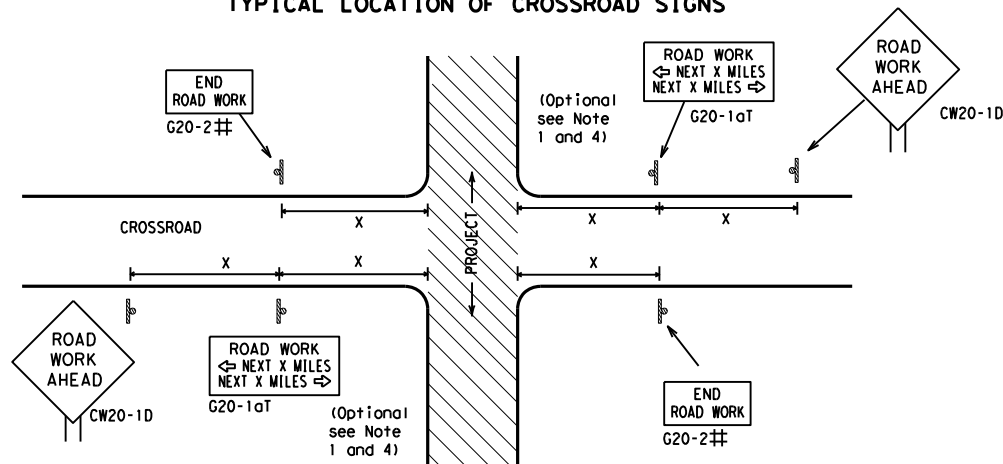 TYPICAL LOCATION OF CROSSROAD SIGNS
END
ROAD WORK
G20-2#
(Optional
see Note
1 and 4)
ROAD WORK
⇦ NEXT X MILES
NEXT X MILES ⇨
G20-1aT
ROAD
WORK
AHEAD
CW20-1D
X
X
X
CROSSROAD
PROJECT
X
X
X
ROAD
WORK
AHEAD
CW20-1D
ROAD WORK
⇦ NEXT X MILES
NEXT X MILES ⇨
G20-1aT
(Optional
see Note
1 and 4)
END
ROAD WORK
G20-2#